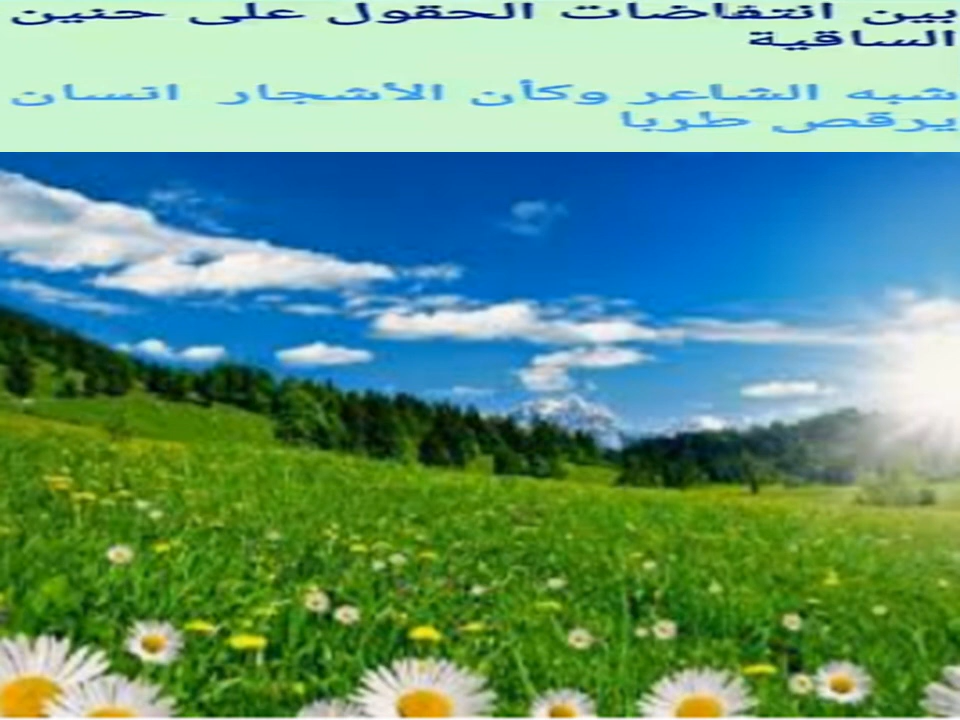 بين انتفاضات الحقول على حنين
الساقية
شبه الشاعر وكأن الأشجار انسان
يرقص طربا